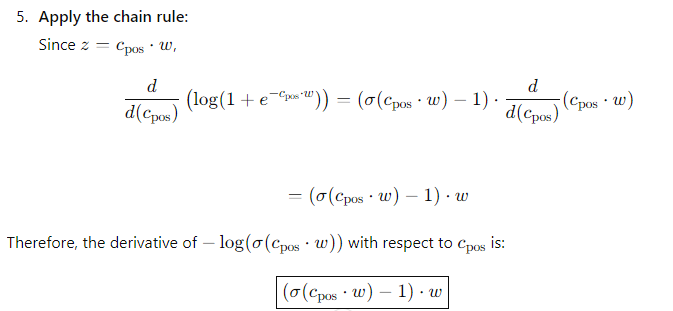 5. Apply the chain rule:
Since z = c_pos · w,
d/d(c_pos) (log(1 + e^(−c_pos·w))) = (σ(c_pos · w) − 1) · d/d(c_pos) (c_pos · w)
= (σ(c_pos · w) − 1) · w
Therefore, the derivative of − log(σ(c_pos · w)) with respect to c_pos is:
(σ(c_pos · w) − 1) · w